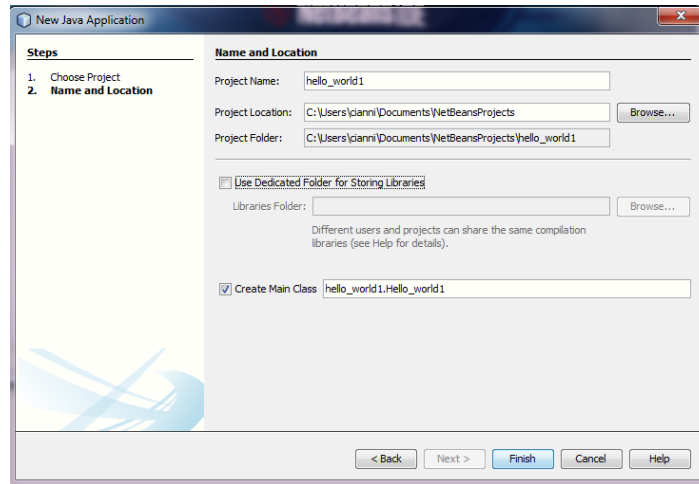 New Java Application
Steps
1. Choose Project
2. Name and Location
Name and Location
Project Name: hello_world1
Project Location: C:\Users\cianni\Documents\NetBeansProjects Browse...
Project Folder: C:\Users\cianni\Documents\NetBeansProjects\hello_world1
Use Dedicated Folder for Storing Libraries
Libraries Folder: Browse...
Different users and projects can share the same compilation
libraries (see Help for details).
Create Main Class hello_world1.Hello_world1
< Back Next > Finish Cancel Help